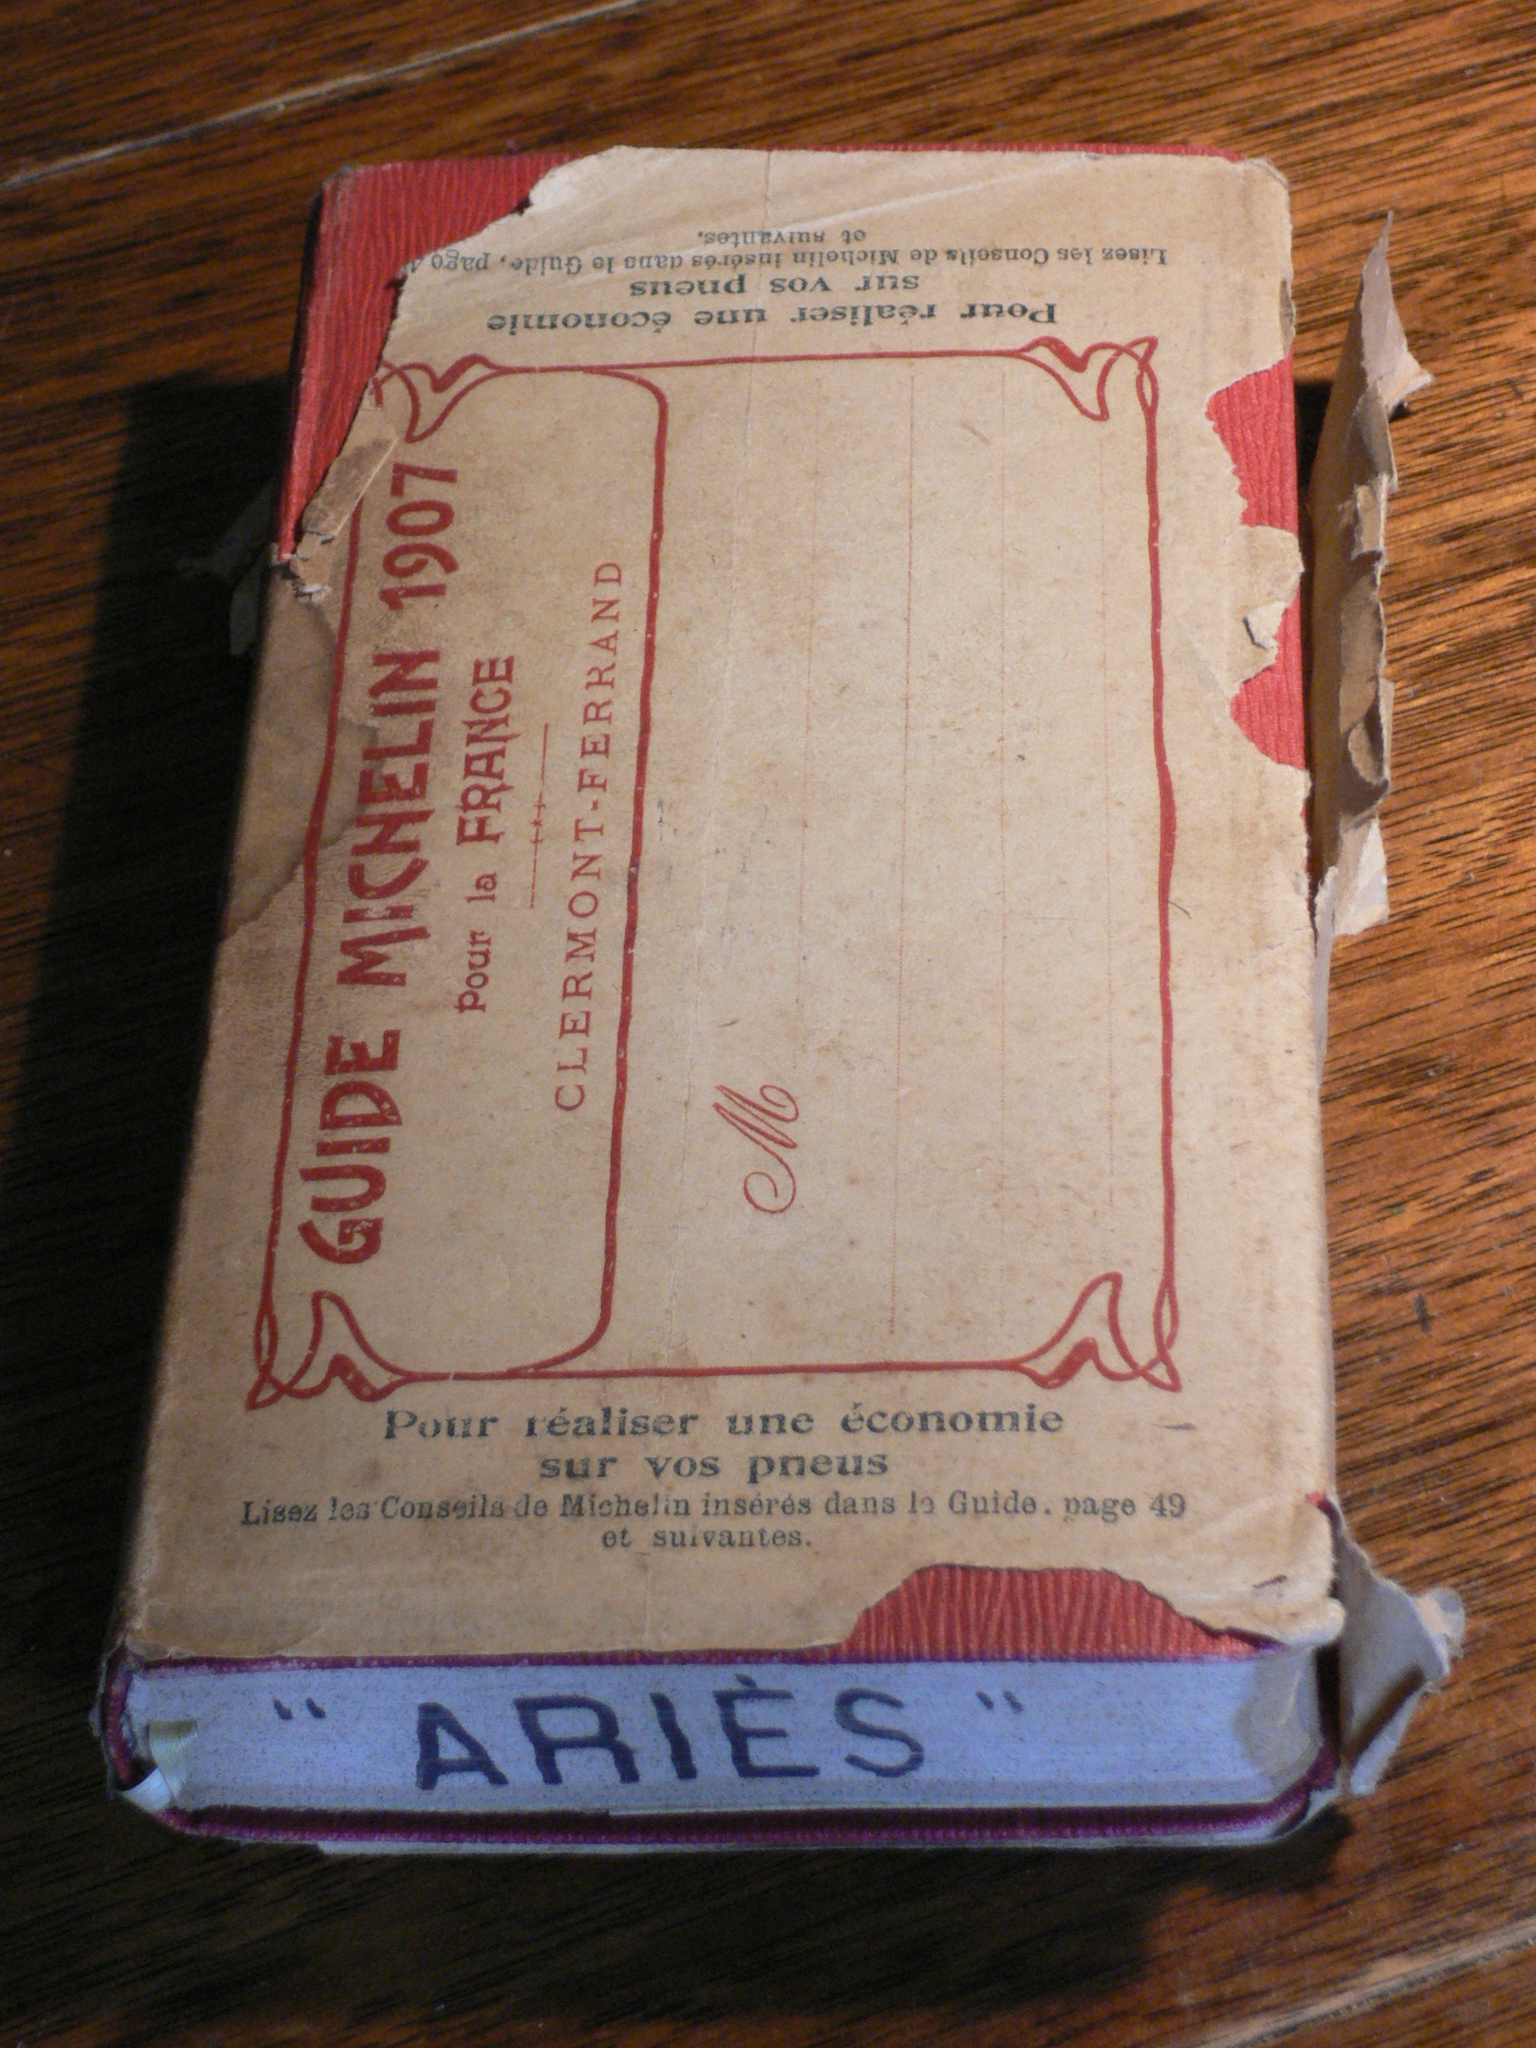 Pour réaliser une économie
sur vos pneus
Lisez les Conseils de Michelin insérés dans le Guide, page
et suivantes.
GUIDE MICHELIN 1907
Pour la FRANCE
CLERMONT-FERRAND
M
Pour réaliser une économie
sur vos pneus
Lisez les Conseils de Michelin insérés dans le Guide. page 49
et suivantes.
" ARIÈS "